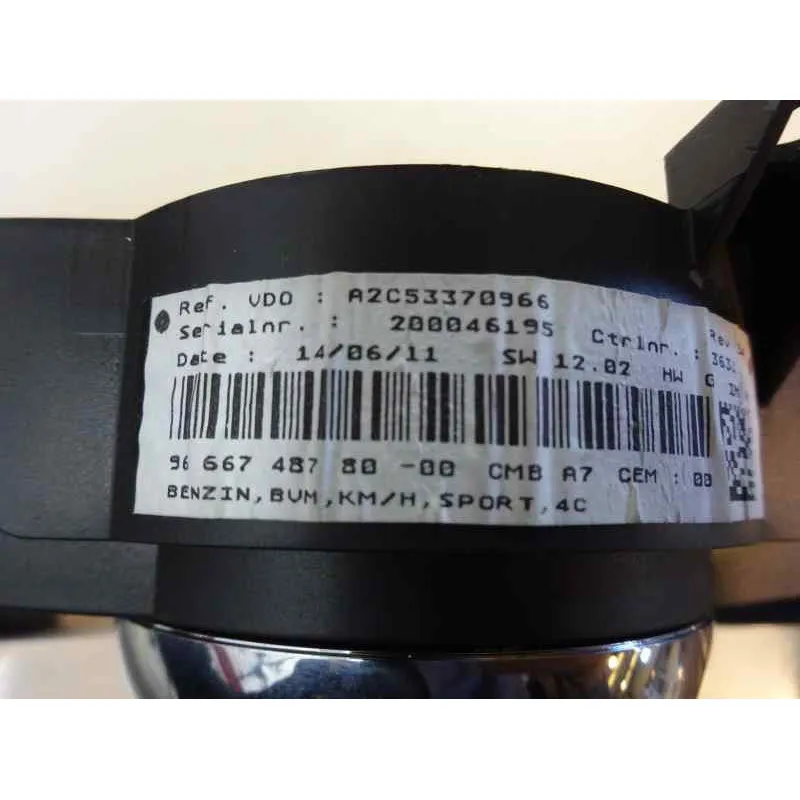 Ref. VDO : A2C53370966
Serialnr. : 200046195 Ctrlnr. :
Date : 14/06/11 SW 12.02 HW
96 667 487 80 -00 CMB A7 CEM : 00
BENZIN,BVM,KM/H,SPORT,4C